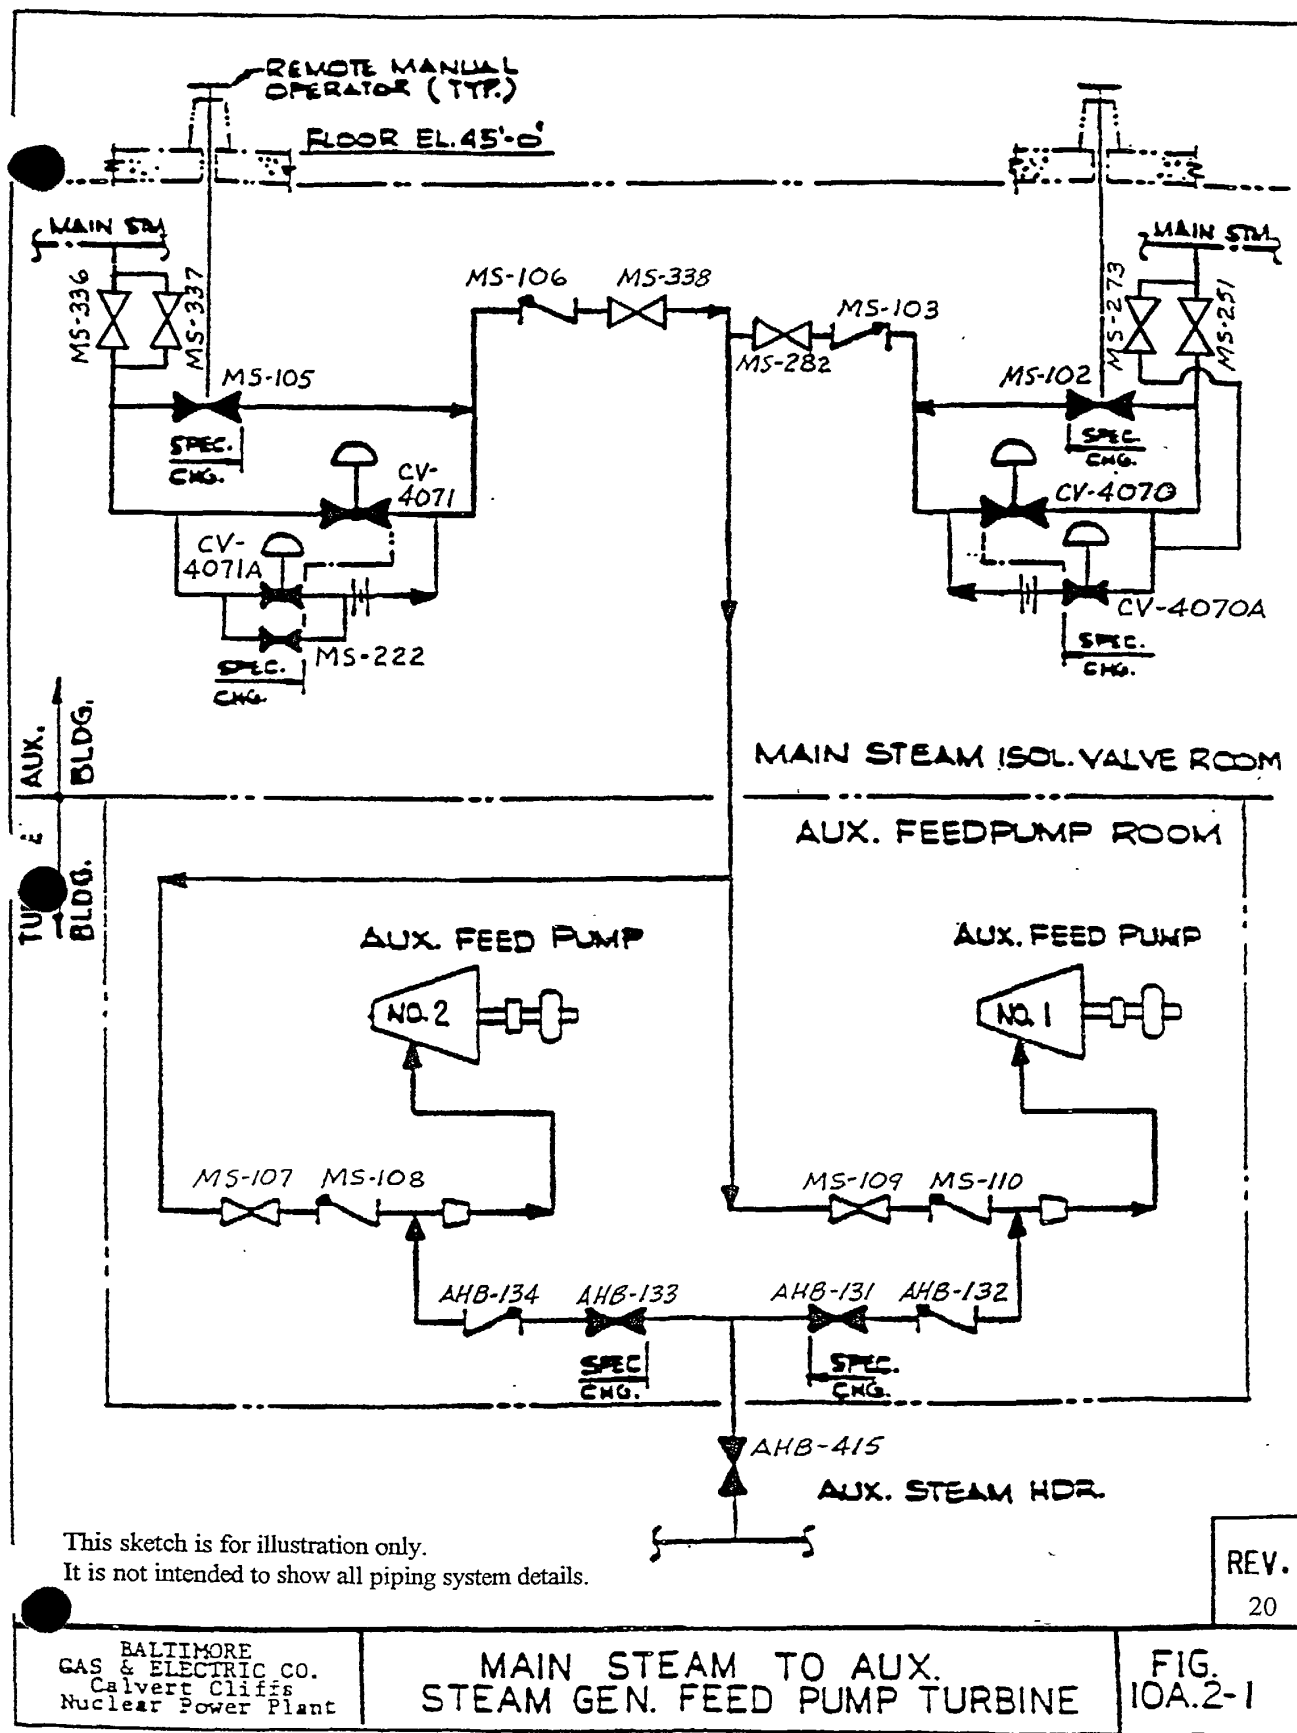 REMOTE MANUAL
OPERATOR (TYP.)
FLOOR EL. 45'-0"
MAIN STM
MAIN STM.
MS-336
MS-337
MS-106
MS-338
MS-103
MS-282
MS-273
MS-251
MS-105
MS-102
SPEC.
CHG.
SPEC.
CHG.
CV-
4071
CV-4070
CV-
4071A
CV-4070A
MS-222
SPEC.
CHG.
SPEC.
CHG.
AUX.
BLDG.
MAIN STEAM ISOL. VALVE ROOM
AUX. FEEDPUMP ROOM
BLDG.
AUX. FEED PUMP
AUX. FEED PUMP
NO. 2
NO. 1
MS-107
MS-108
MS-109
MS-110
AHB-134
AHB-133
AHB-131
AHB-132
SPEC
CHG.
SPEC.
CHG.
AHB-415
AUX. STEAM HDR.
This sketch is for illustration only.
It is not intended to show all piping system details.
REV.
20
BALTIMORE
GAS & ELECTRIC CO.
Calvert Cliffs
Nuclear Power Plant
MAIN STEAM TO AUX.
STEAM GEN. FEED PUMP TURBINE
FIG.
10A.2-1